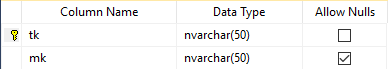 Column Name Data Type Allow Nulls
tk nvarchar(50)
mk nvarchar(50)